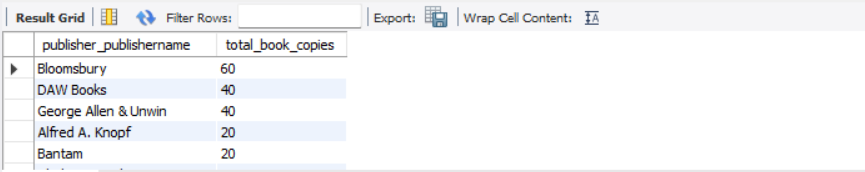 Result Grid Filter Rows: Export: Wrap Cell Content:
publisher_publishername total_book_copies
Bloomsbury 60
DAW Books 40
George Allen & Unwin 40
Alfred A. Knopf 20
Bantam 20